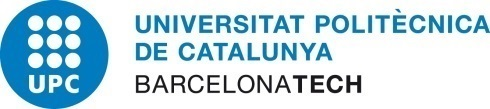 UPC
UNIVERSITAT POLITÈCNICA
DE CATALUNYA
BARCELONATECH